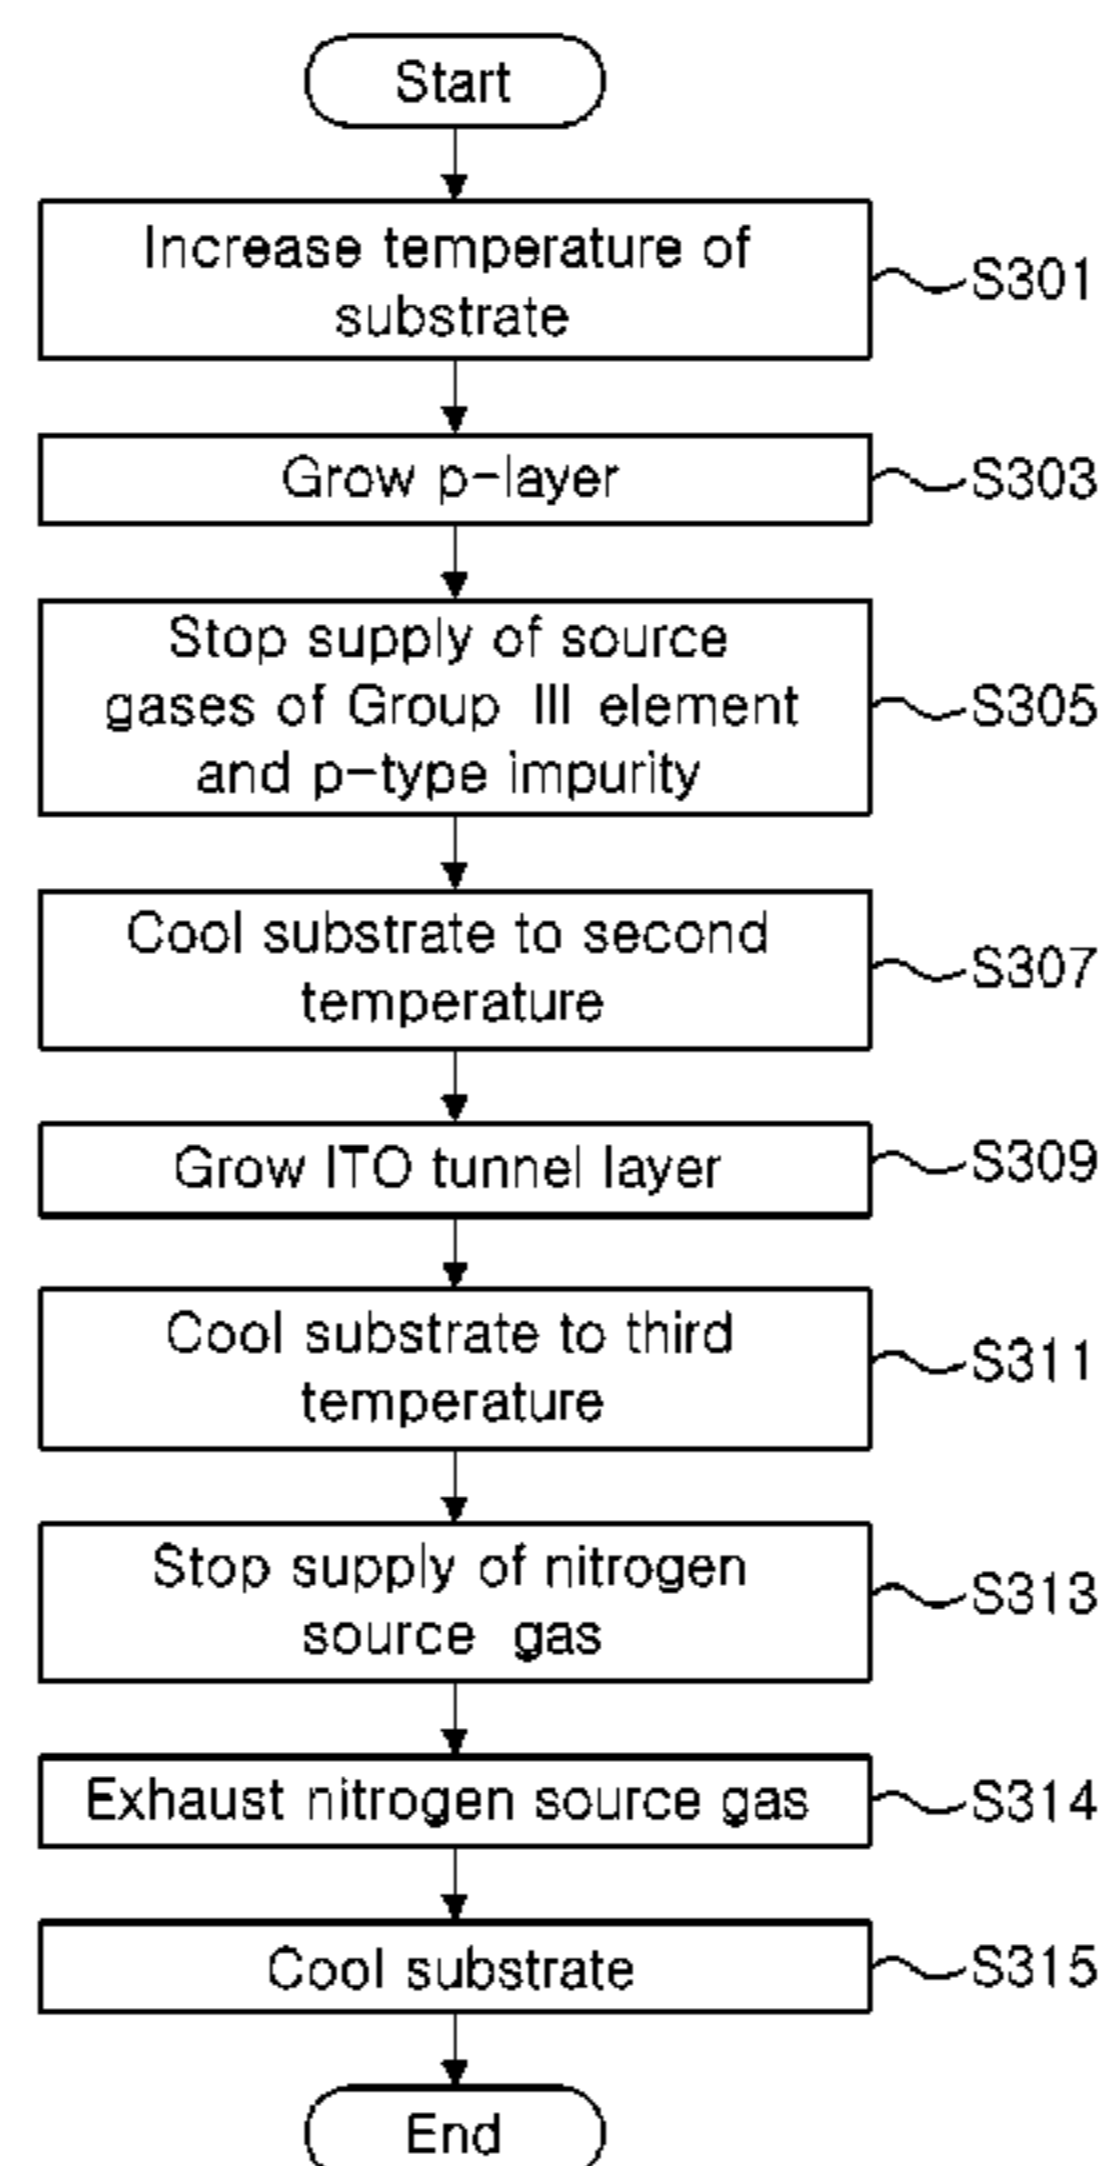 Start
Increase temperature of
substrate
S301
Grow p-layer
S303
Stop supply of source
gases of Group III element
and p-type impurity
S305
Cool substrate to second
temperature
S307
Grow ITO tunnel layer
S309
Cool substrate to third
temperature
S311
Stop supply of nitrogen
source gas
S313
Exhaust nitrogen source gas
S314
Cool substrate
S315
End